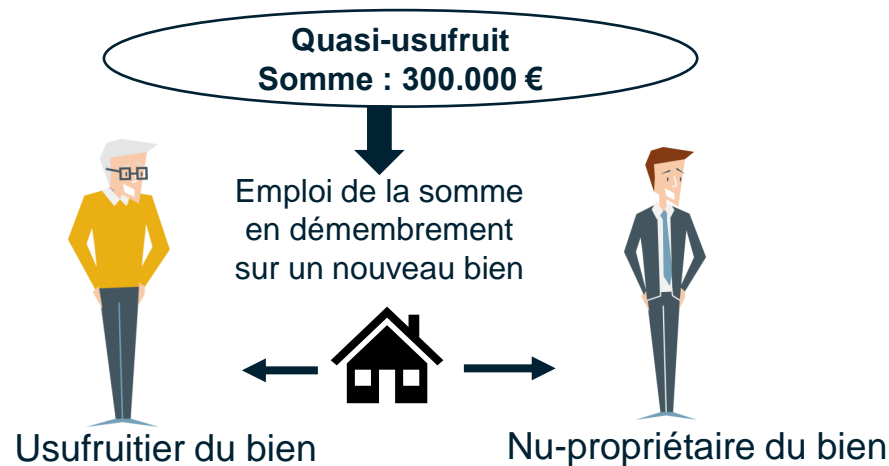 Quasi-usufruit
Somme : 300.000 €
Emploi de la somme
en démembrement
sur un nouveau bien
Usufruitier du bien
Nu-propriétaire du bien